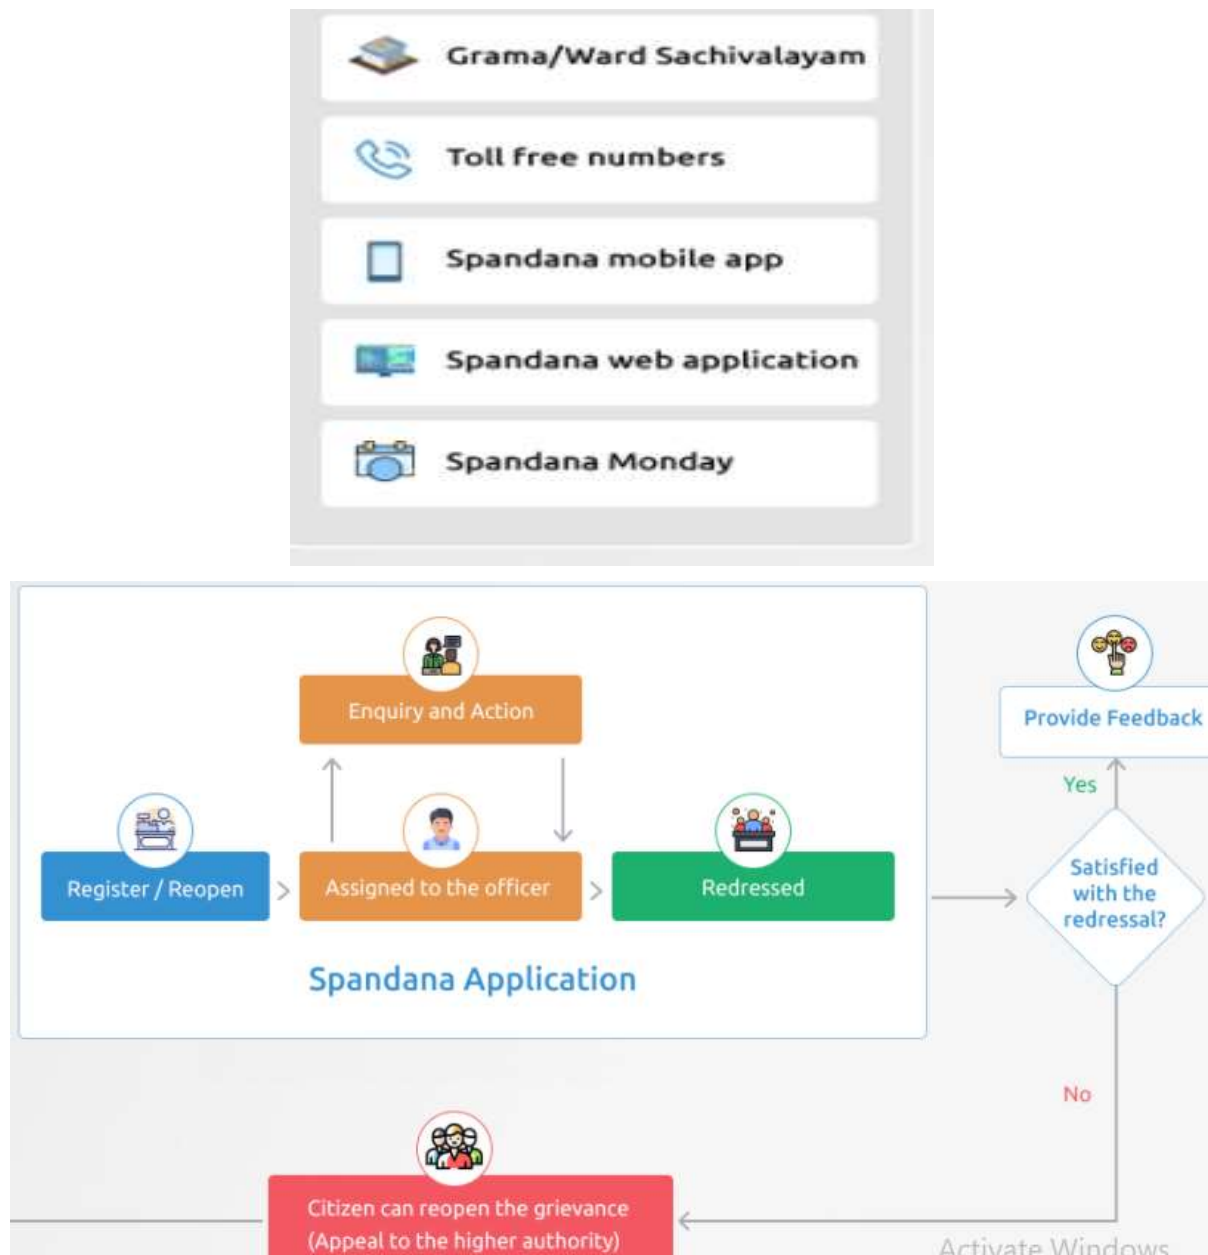 Grama/Ward Sachivalayam
Toll free numbers
Spandana mobile app
Spandana web application
Spandana Monday
Enquiry and Action
Provide Feedback
Yes
Register / Reopen
Assigned to the officer
Redressed
Satisfied
with the
redressal?
Spandana Application
No
Citizen can reopen the grievance
(Appeal to the higher authority)
Activate Windows